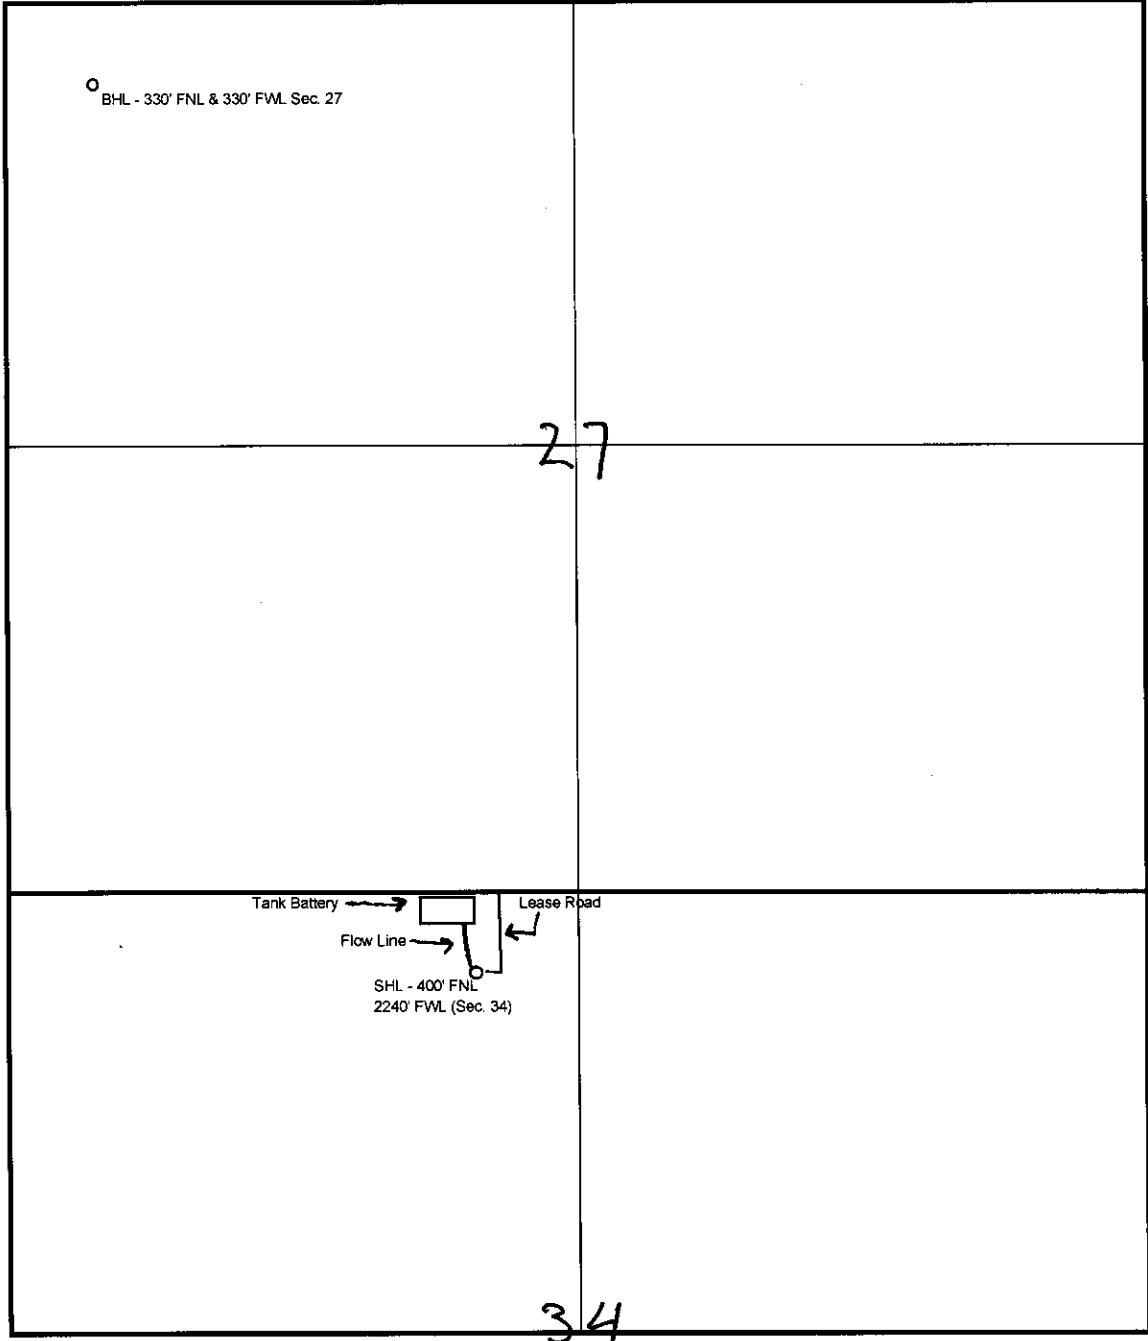 BHL - 330' FNL & 330' FWL Sec. 27
27
Tank Battery
Lease Road
Flow Line
SHL - 400' FNL
2240' FWL (Sec. 34)
34